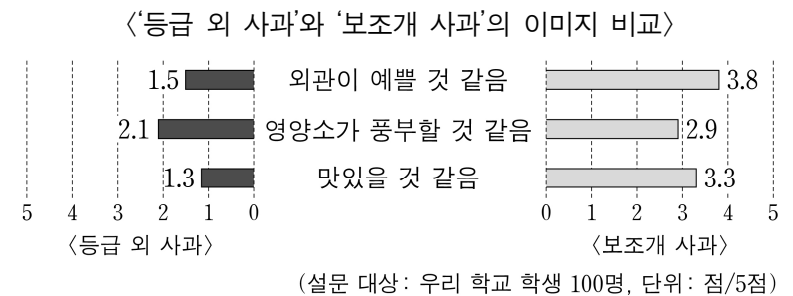 〈‘등급 외 사과’와 ‘보조개 사과’의 이미지 비교〉
1.5 외관이 예쁠 것 같음 3.8
2.1 영양소가 풍부할 것 같음 2.9
1.3 맛있을 것 같음 3.3
5 4 3 2 1 0 0 1 2 3 4 5
〈등급 외 사과〉 〈보조개 사과〉
(설문 대상: 우리 학교 학생 100명, 단위: 점/5점)